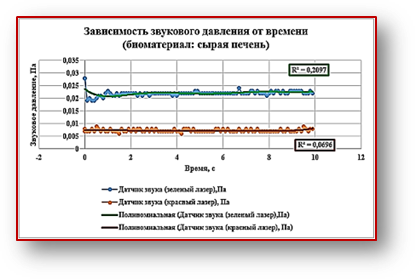 Зависимость звукового давления от времени
(биоматериал: сырая печень)
Звуковое давление, Па
0,035
0,03
0,025
0,02
0,015
0,01
0,005
0
R² = 0,2097
R² = 0,0696
-2
0
2
4
6
8
10
12
Время, с
Датчик звука (зеленый лазер),Па
Датчик звука (красный лазер), Па
Полиномиальная (Датчик звука (зеленый лазер),Па)
Полиномиальная (Датчик звука (красный лазер), Па)